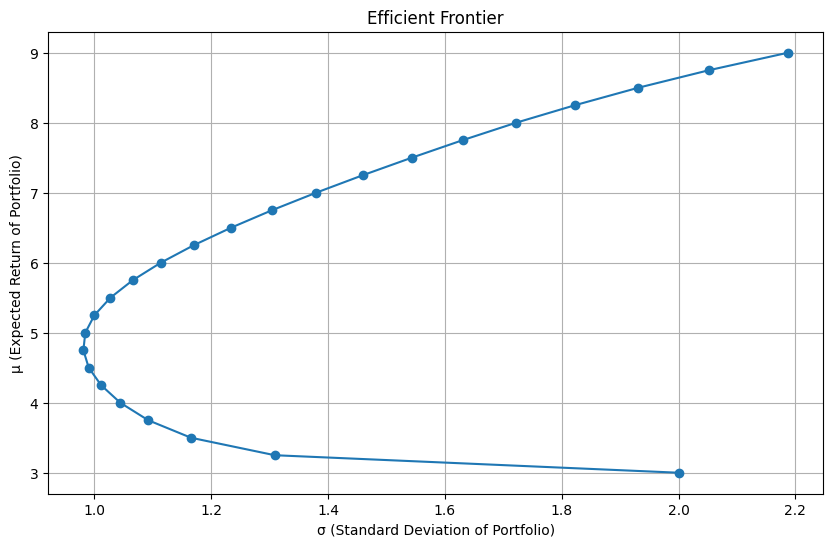 Efficient Frontier
μ (Expected Return of Portfolio)
9
8
7
6
5
4
3
1.0 1.2 1.4 1.6 1.8 2.0 2.2
σ (Standard Deviation of Portfolio)